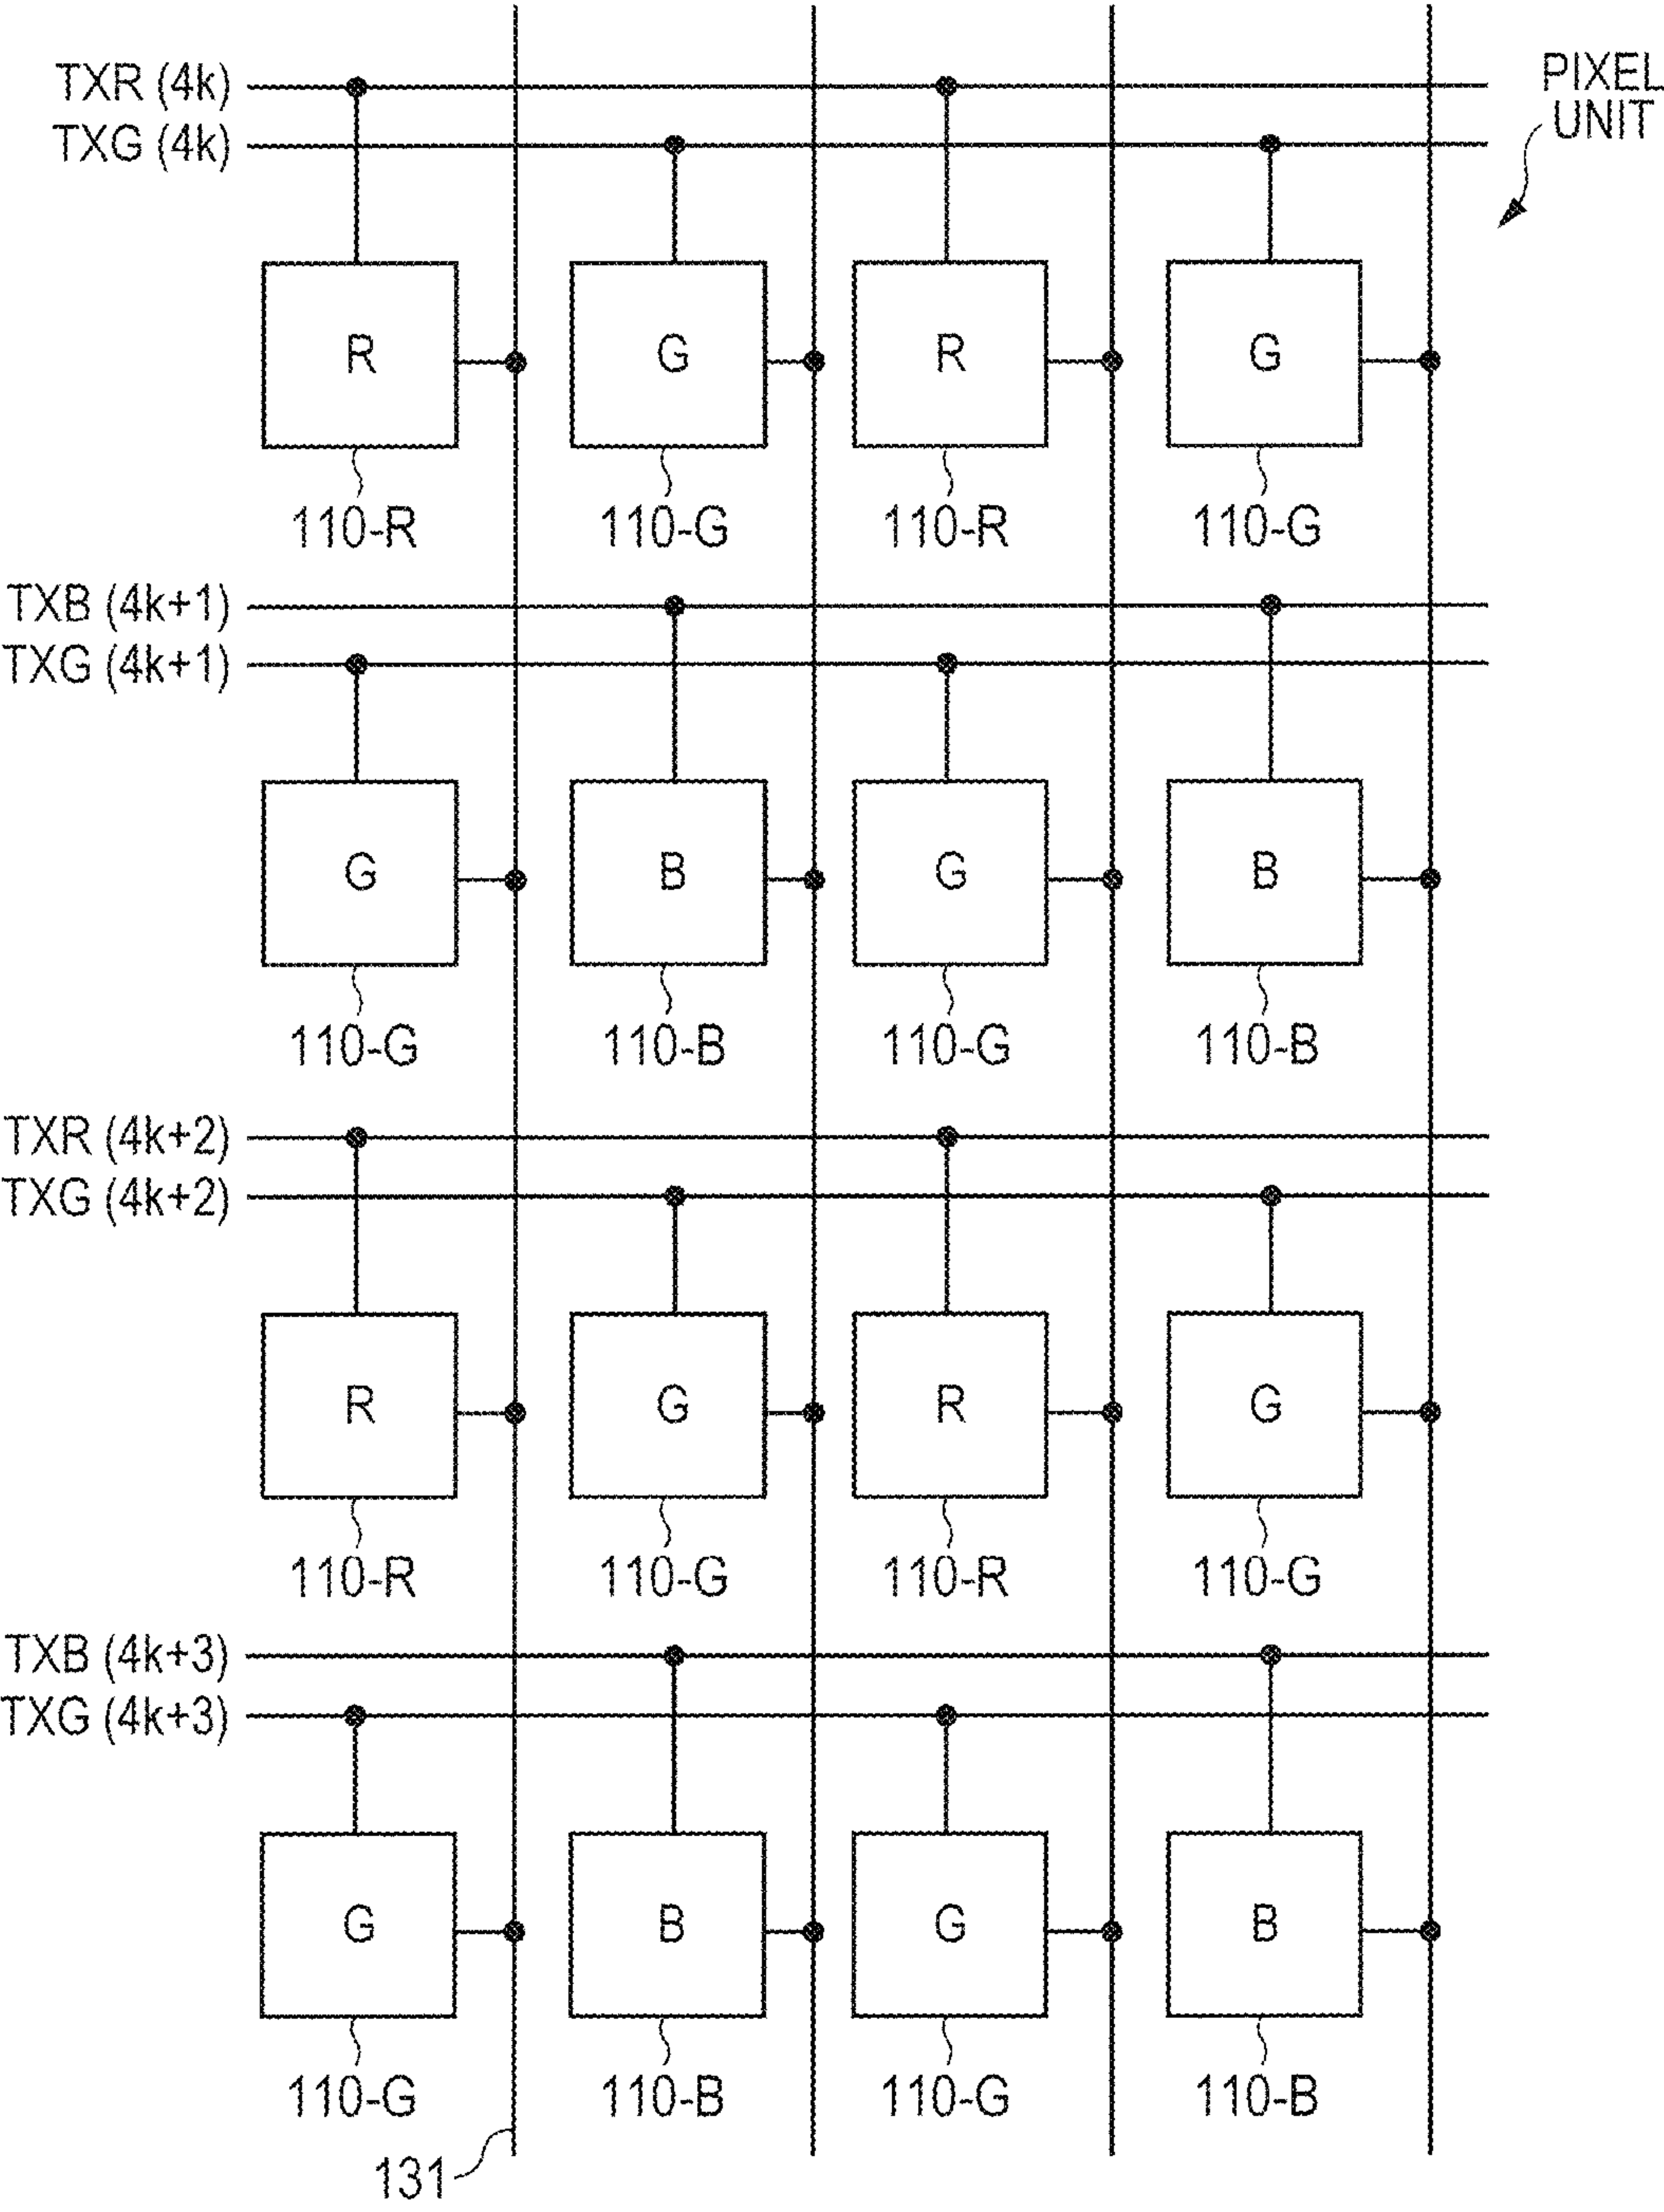 TXR (4k)
TXG (4k)
PIXEL
UNIT
R
G
R
G
110-R
110-G
110-R
110-G
TXB (4k+1)
TXG (4k+1)
G
B
G
B
110-G
110-B
110-G
110-B
TXR (4k+2)
TXG (4k+2)
R
G
R
G
110-R
110-G
110-R
110-G
TXB (4k+3)
TXG (4k+3)
G
B
G
B
110-G
110-B
110-G
110-B
131